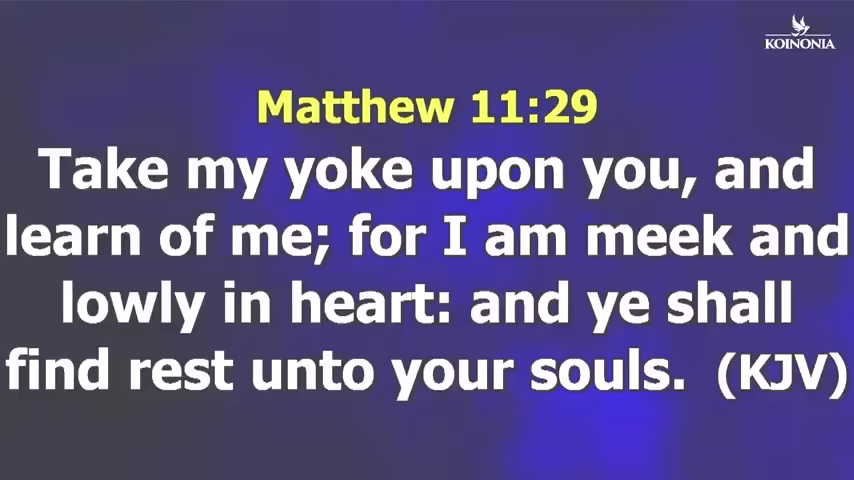 KOINONIA
Matthew 11:29
Take my yoke upon you, and
learn of me; for I am meek and
lowly in heart: and ye shall
find rest unto your souls. (KJV)